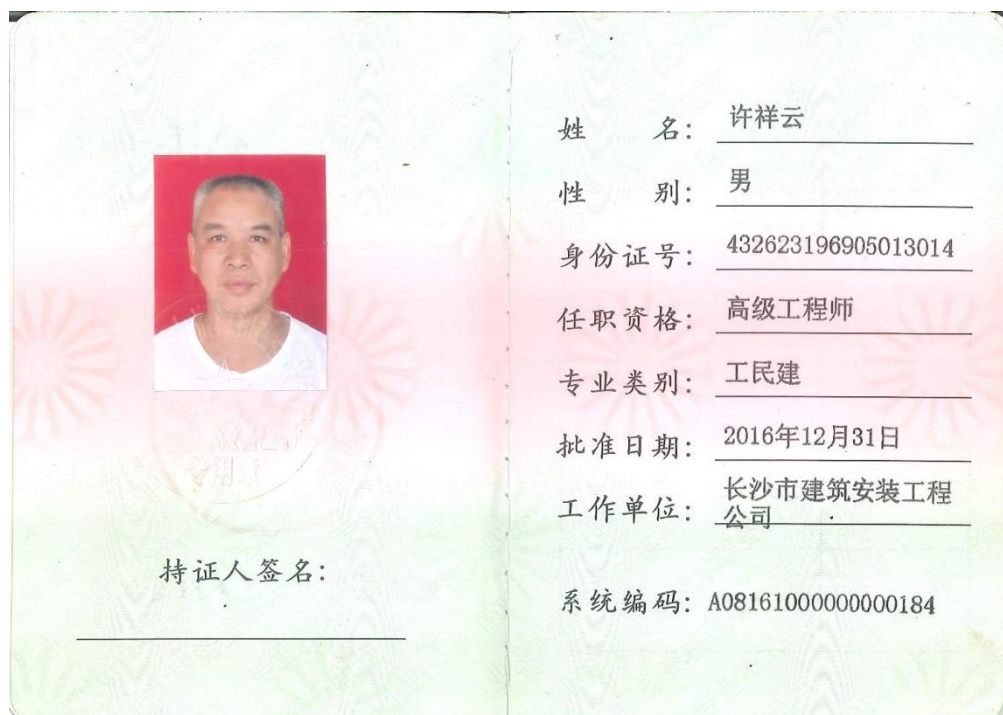 姓 名: 许祥云
性 别: 男
身份证号: 432623196905013014
任职资格: 高级工程师
专业类别: 工民建
批准日期: 2016年12月31日
工作单位: 长沙市建筑安装工程
公司
系统编码: A08161000000000184
持证人签名: